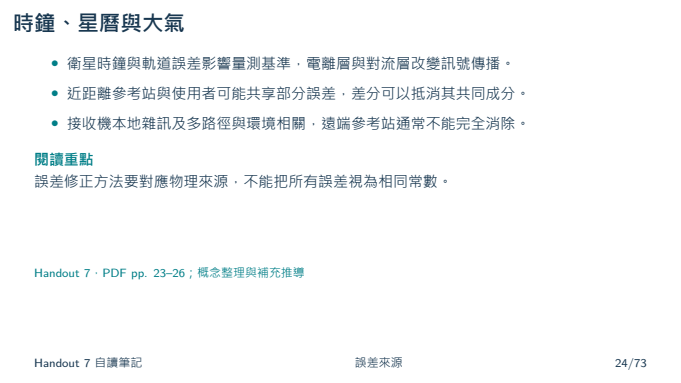 時鐘、星曆與大氣
• 衛星時鐘與軌道誤差影響量測基準，電離層與對流層改變訊號傳播。
• 近距離參考站與使用者可能共享部分誤差，差分可以抵消其共同成分。
• 接收機本地雜訊及多路徑與環境相關，遠端參考站通常不能完全消除。
閱讀重點
誤差修正方法要對應物理來源，不能把所有誤差視為相同常數。
Handout 7 · PDF pp. 23–26；概念整理與補充推導
Handout 7 自讀筆記
誤差來源
24/73